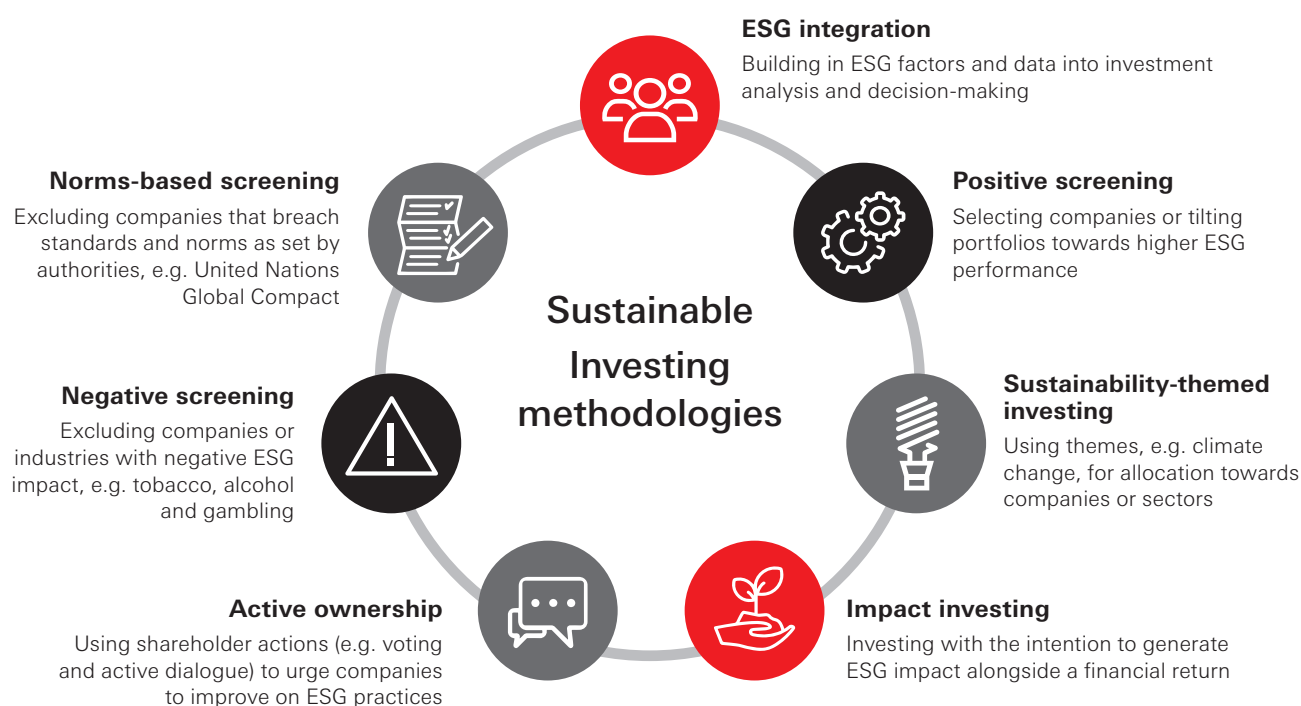 ESG integration
Building in ESG factors and data into investment
analysis and decision-making
Positive screening
Selecting companies or tilting
portfolios towards higher ESG
performance
Sustainability-themed
investing
Using themes, e.g. climate
change, for allocation towards
companies or sectors
Impact investing
Investing with the intention to generate
ESG impact alongside a financial return
Active ownership
Using shareholder actions (e.g. voting
and active dialogue) to urge companies
to improve on ESG practices
Negative screening
Excluding companies or
industries with negative ESG
impact, e.g. tobacco, alcohol
and gambling
Norms-based screening
Excluding companies that breach
standards and norms as set by
authorities, e.g. United Nations
Global Compact
Sustainable
Investing
methodologies